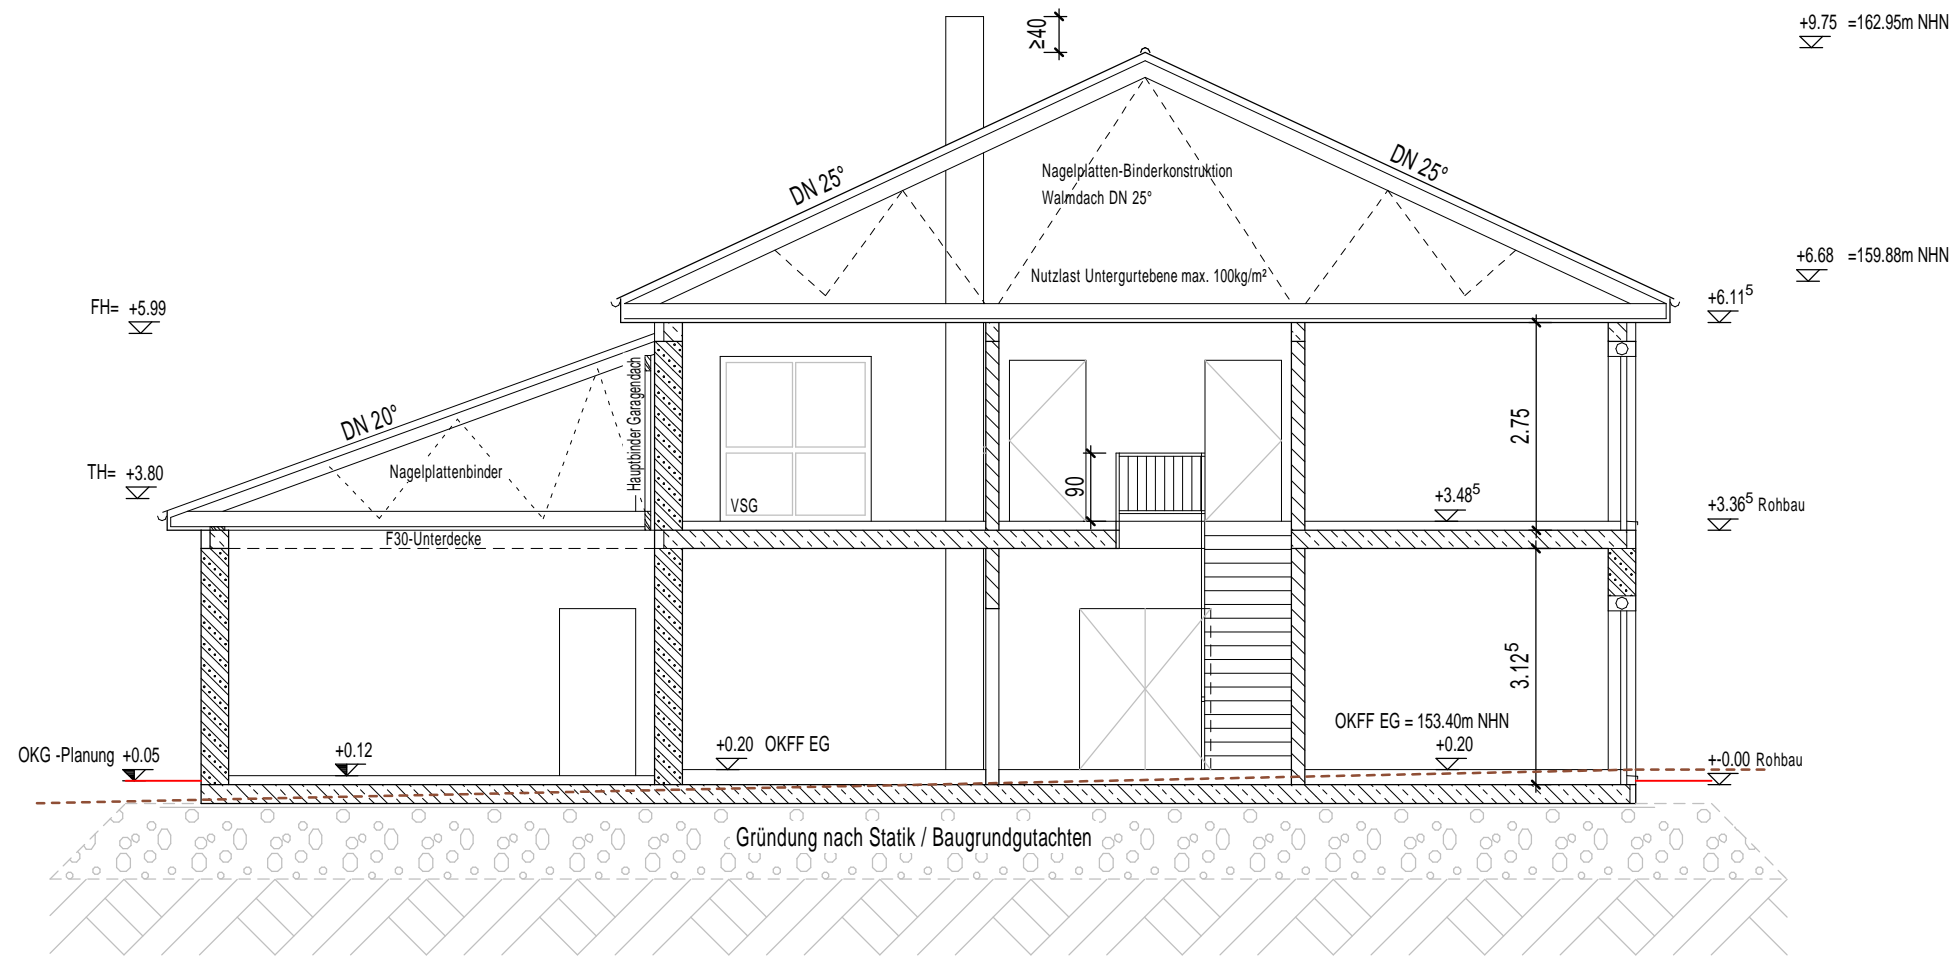 ≥40
+9.75 =162.95m NHN
DN 25°
DN 25°
Nagelplatten-Binderkonstruktion
Walmdach DN 25°
Nutzlast Untergurtebene max. 100kg/m²
+6.68 =159.88m NHN
+6.11⁵
FH= +5.99
DN 20°
Hauptbinder Garagendach
Nagelplattenbinder
TH= +3.80
VSG
90
2.75
+3.48⁵
+3.36⁵ Rohbau
F30-Unterdecke
3.12⁵
OKFF EG = 153.40m NHN
+0.20
+0.20 OKFF EG
+0.12
OKG -Planung +0.05
+-0.00 Rohbau
Gründung nach Statik / Baugrundgutachten